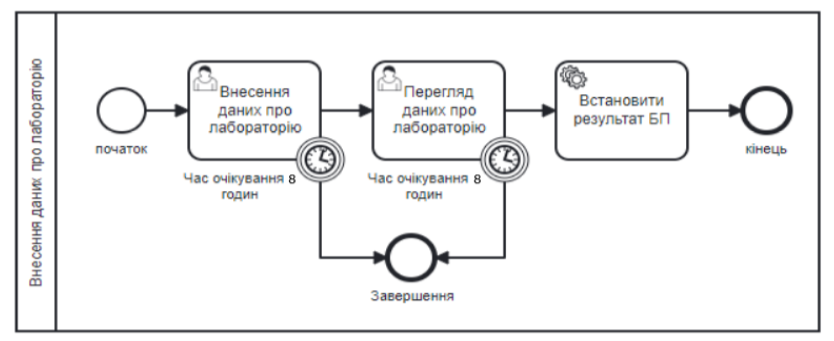 Внесення даних про лабораторію
початок
Внесення
даних про
лабораторію
Час очікування 8
годин
Перегляд
даних про
лабораторію
Час очікування 8
годин
Встановити
результат БП
кінець
Завершення